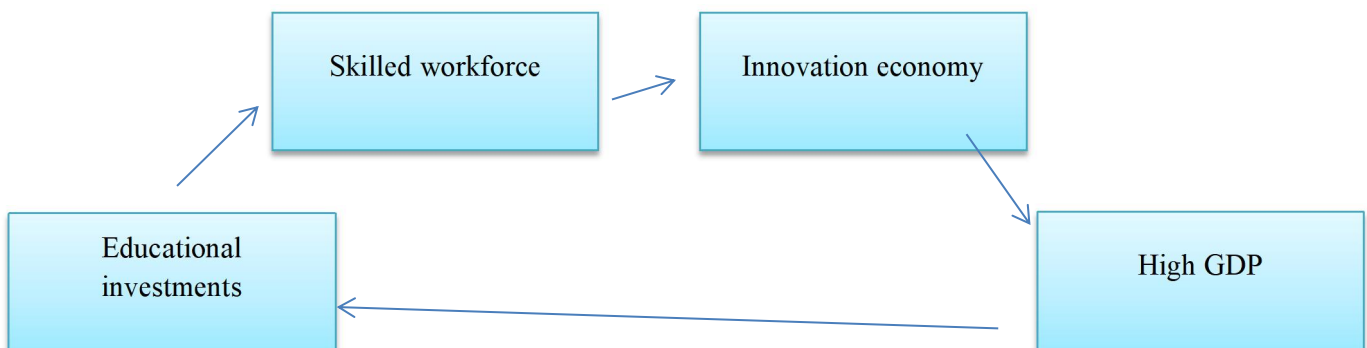 Skilled workforce
Innovation economy
Educational
investments
High GDP